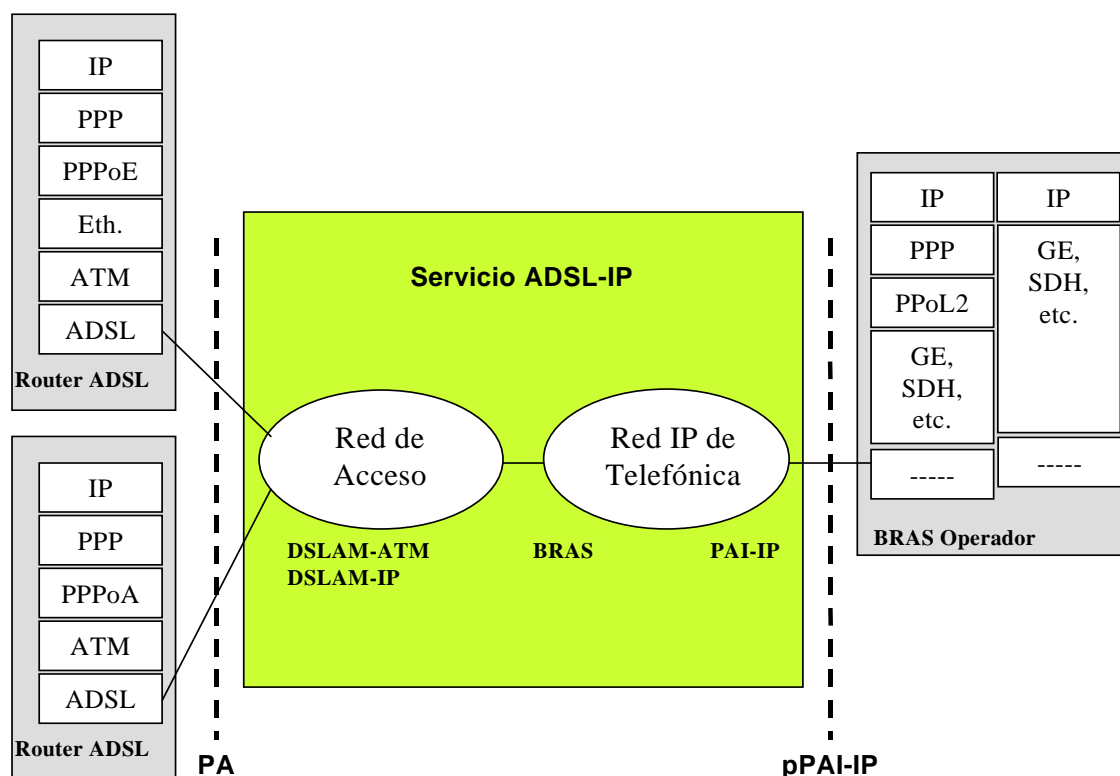 IP
PPP
PPPoE
Eth.
ATM
ADSL
Router ADSL
IP
PPP
PPPoA
ATM
ADSL
Router ADSL
PA
Servicio ADSL-IP
Red de
Acceso
Red IP de
Telefónica
DSLAM-ATM
DSLAM-IP
BRAS
PAI-IP
pPAI-IP
IP
PPP
PPoL2
GE,
SDH,
etc.
-----
IP
GE,
SDH,
etc.
-----
BRAS Operador